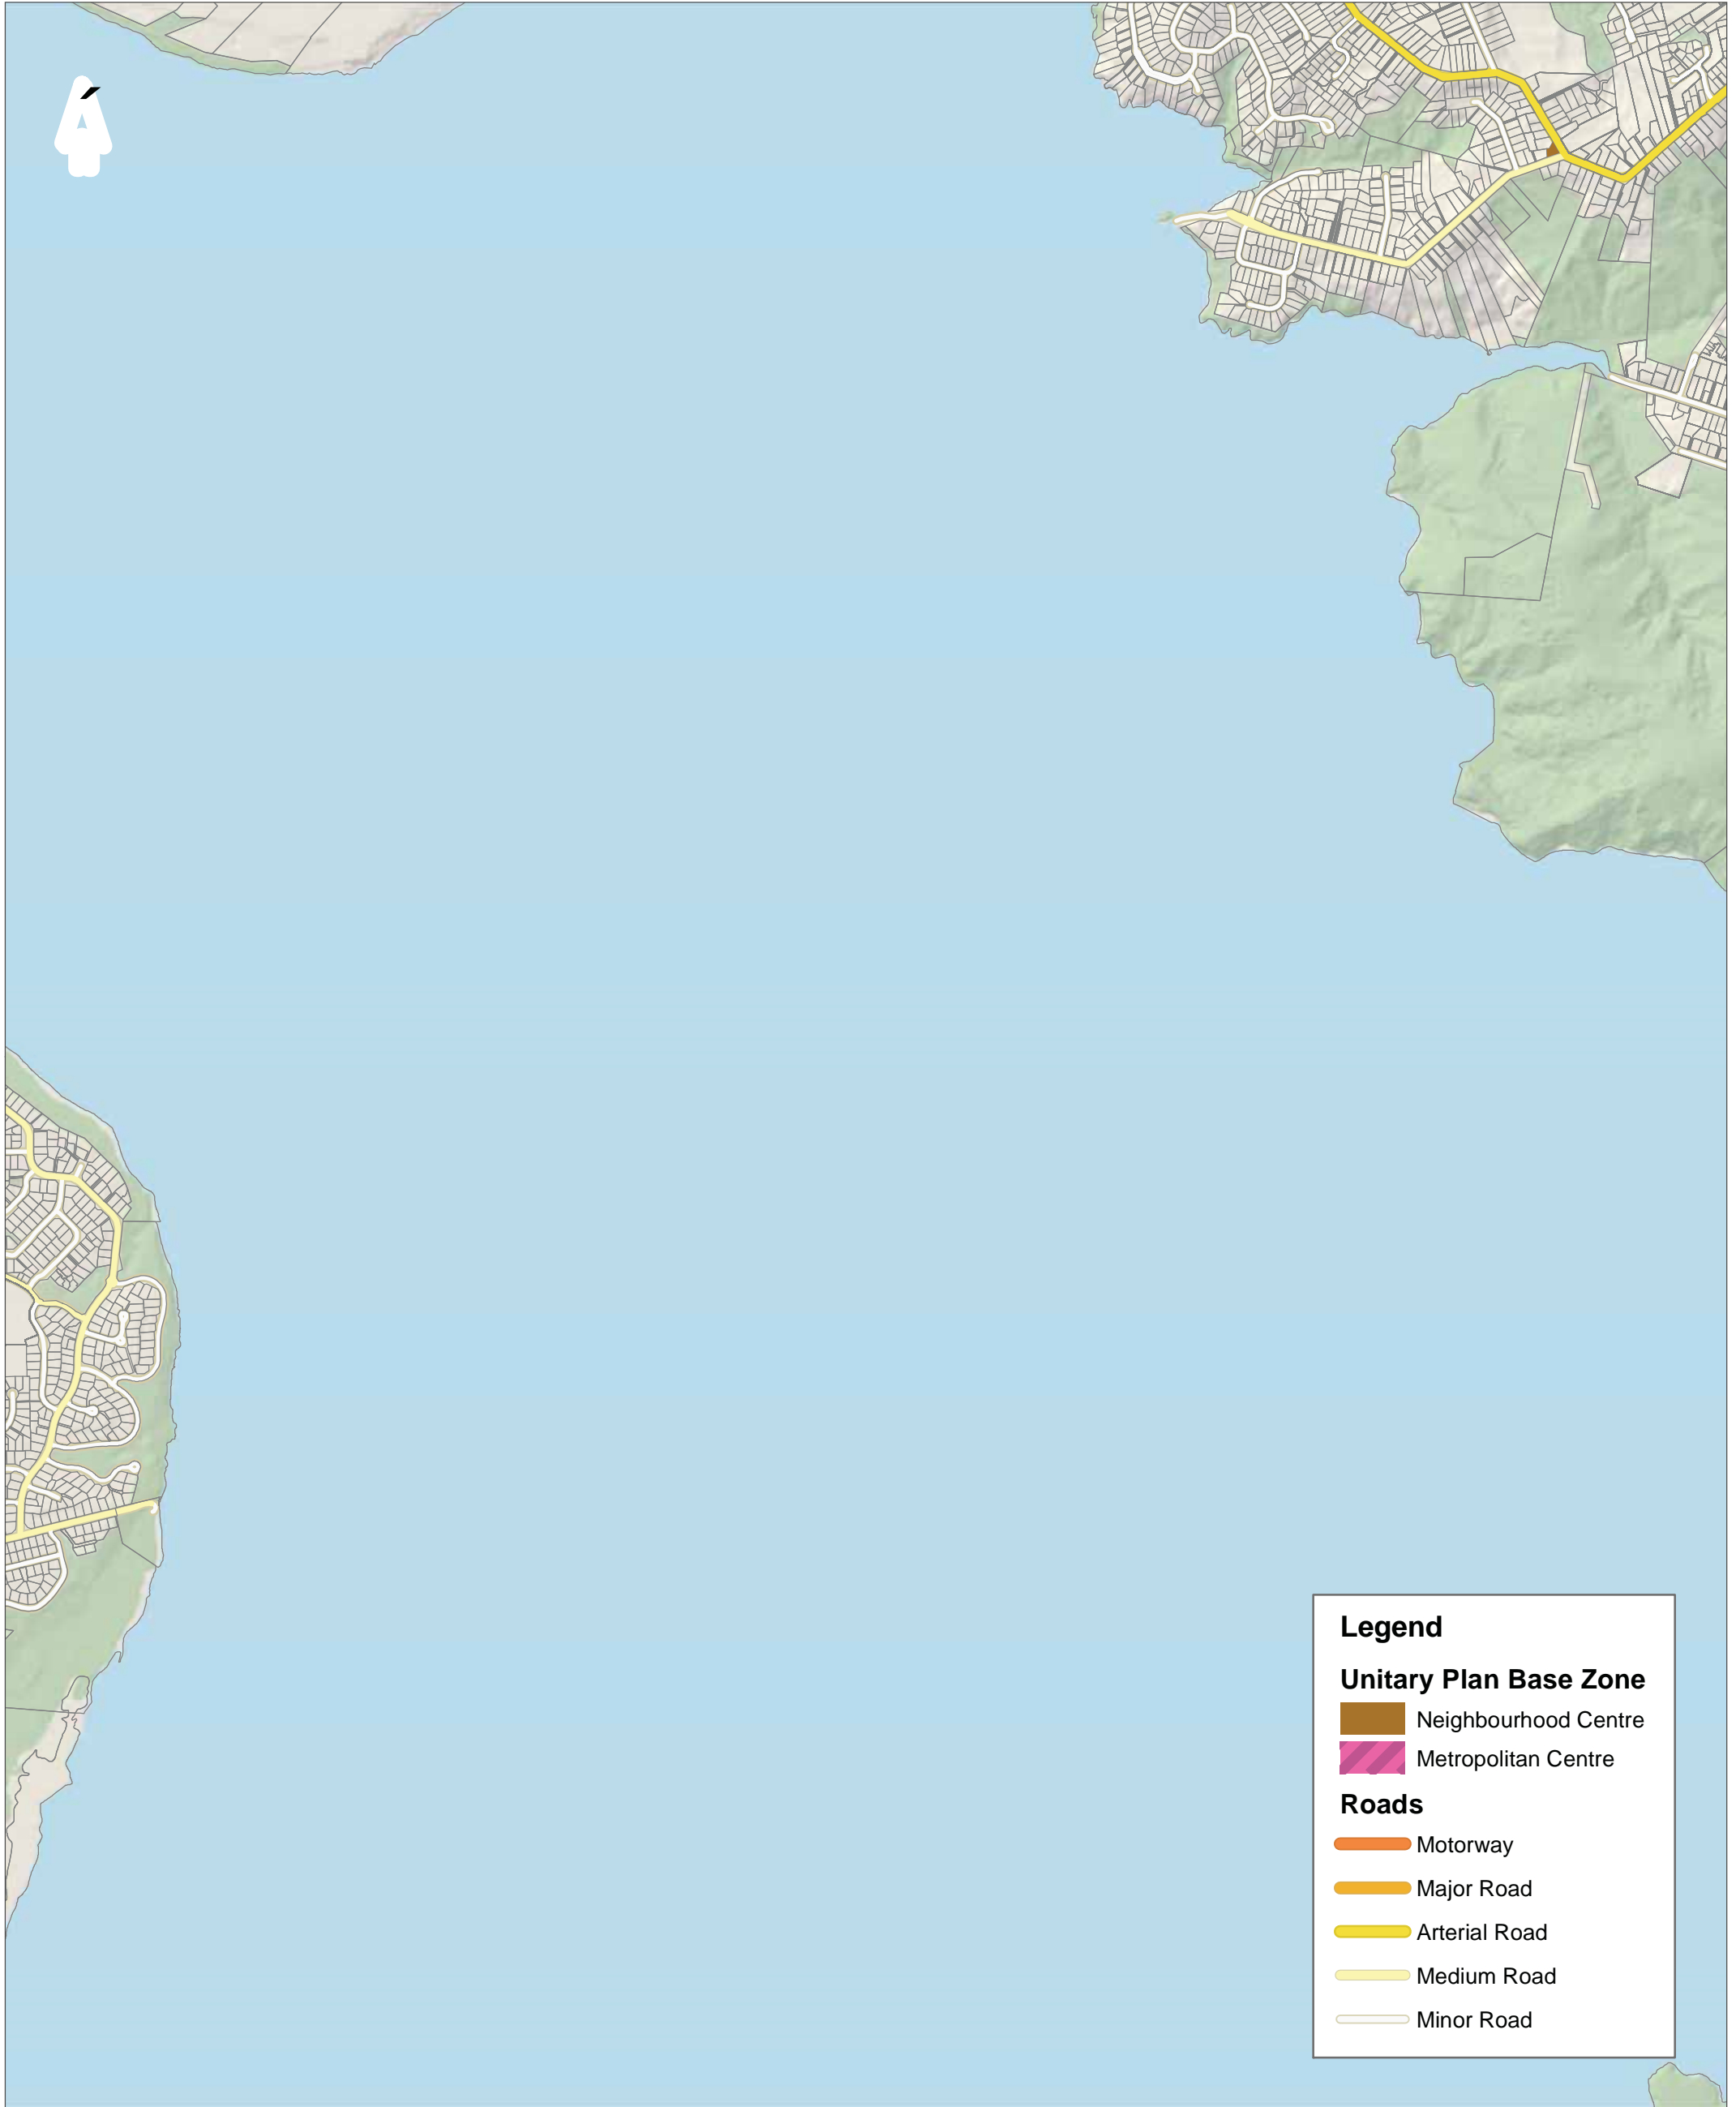 Legend
Unitary Plan Base Zone
Neighbourhood Centre
Metropolitan Centre
Roads
Motorway
Major Road
Arterial Road
Medium Road
Minor Road